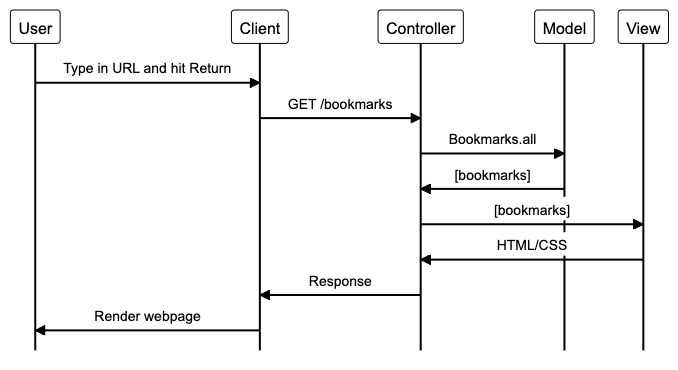 User Client Controller Model View
Type in URL and hit Return
GET /bookmarks
Bookmarks.all
[bookmarks]
[bookmarks]
HTML/CSS
Response
Render webpage